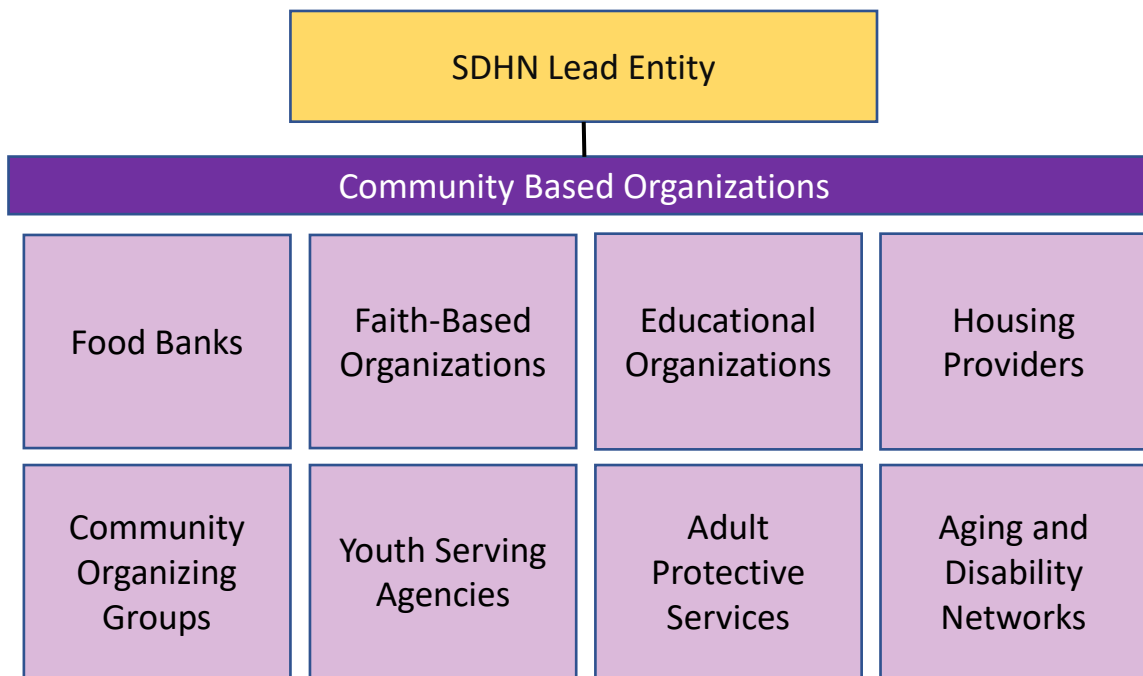 SDHN Lead Entity
Community Based Organizations
Food Banks
Faith-Based
Organizations
Educational
Organizations
Housing
Providers
Community
Organizing
Groups
Youth Serving
Agencies
Adult
Protective
Services
Aging and
Disability
Networks